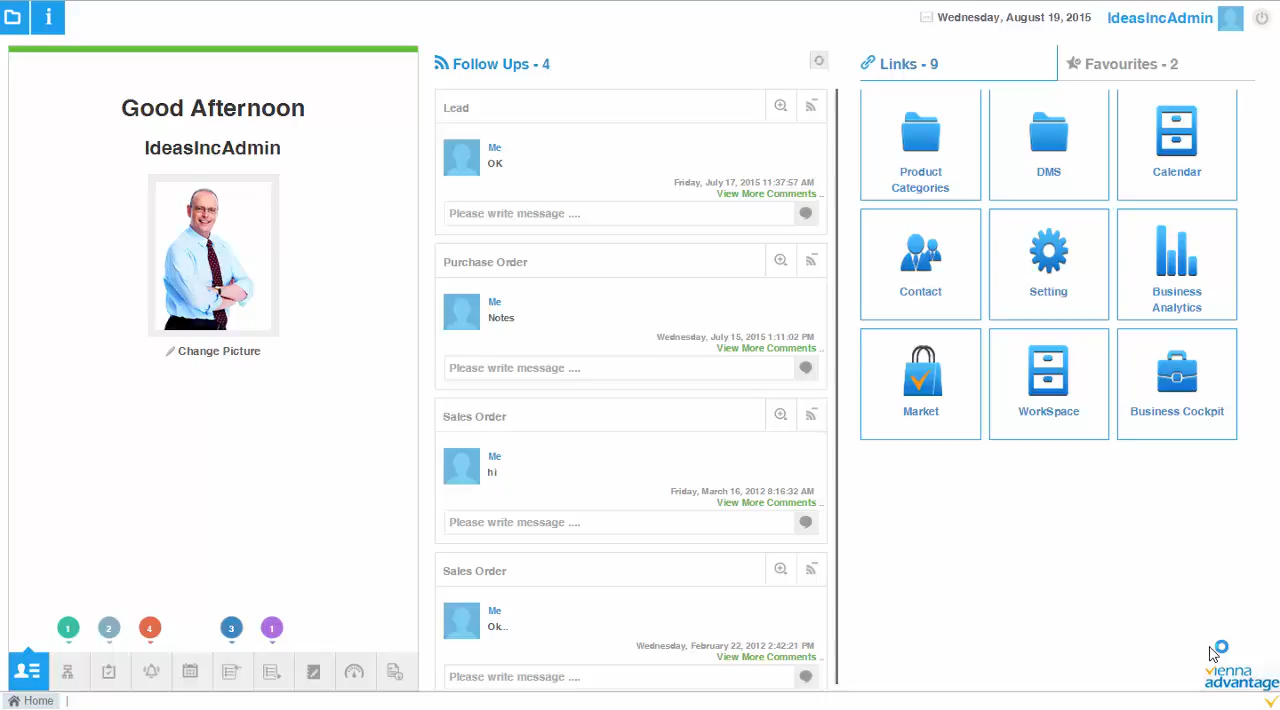 i
Wednesday, August 19, 2015
IdeasIncAdmin
Good Afternoon
IdeasIncAdmin
Change Picture
1
2
4
3
1
Follow Ups - 4
Lead
Me
OK
Friday, July 17, 2015 11:37:57 AM
View More Comments ..
Please write message ....
Purchase Order
Me
Notes
Wednesday, July 15, 2015 1:11:02 PM
View More Comments ..
Please write message ....
Sales Order
Me
hi
Friday, March 16, 2012 8:16:32 AM
View More Comments ..
Please write message ....
Sales Order
Me
Ok...
Wednesday, February 22, 2012 2:42:21 PM
View More Comments ..
Please write message ....
Links - 9
Favourites - 2
Product
Categories
DMS
Calendar
Contact
Setting
Business
Analytics
Market
WorkSpace
Business Cockpit
vienna
advantage
Home